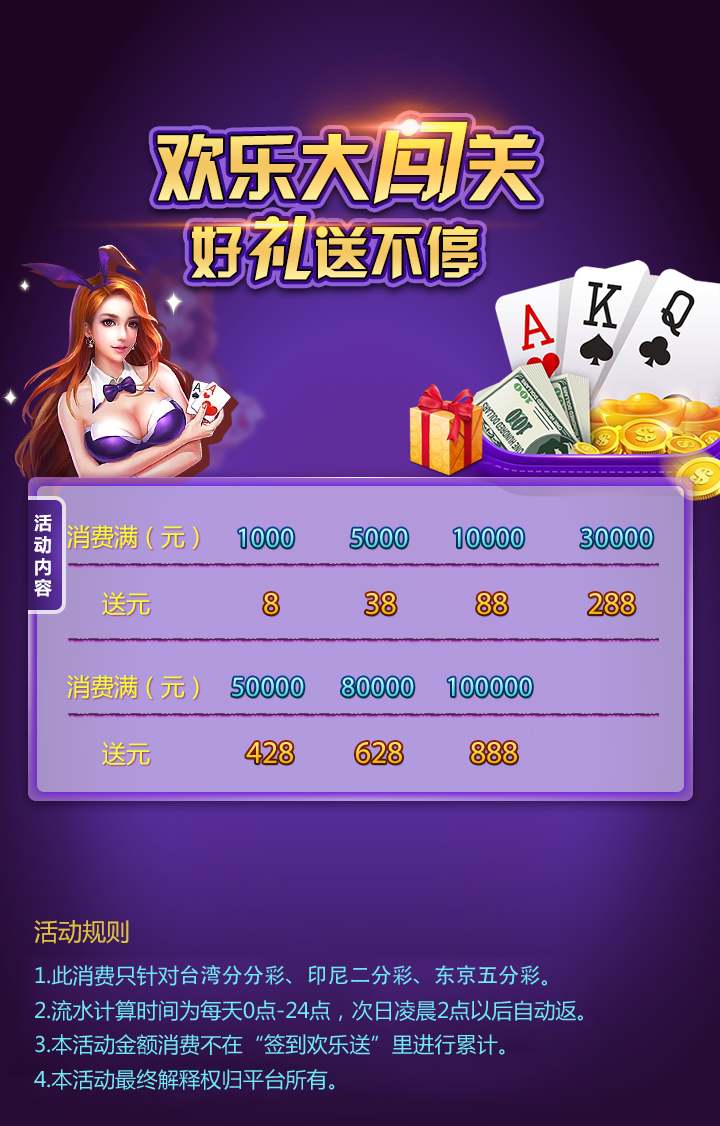 欢乐大闯关
好礼送不停
A
K
Q
A A
100
100
ONE HUNDRED DOLLARS
活动内容
消费满（元） 1000 5000 10000 30000
送元 8 38 88 288
消费满（元） 50000 80000 100000
送元 428 628 888
活动规则
1.此消费只针对台湾分分彩、印尼二分彩、东京五分彩。
2.流水计算时间为每天0点-24点，次日凌晨2点以后自动返。
3.本活动金额消费不在“签到欢乐送”里进行累计。
4.本活动最终解释权归平台所有。